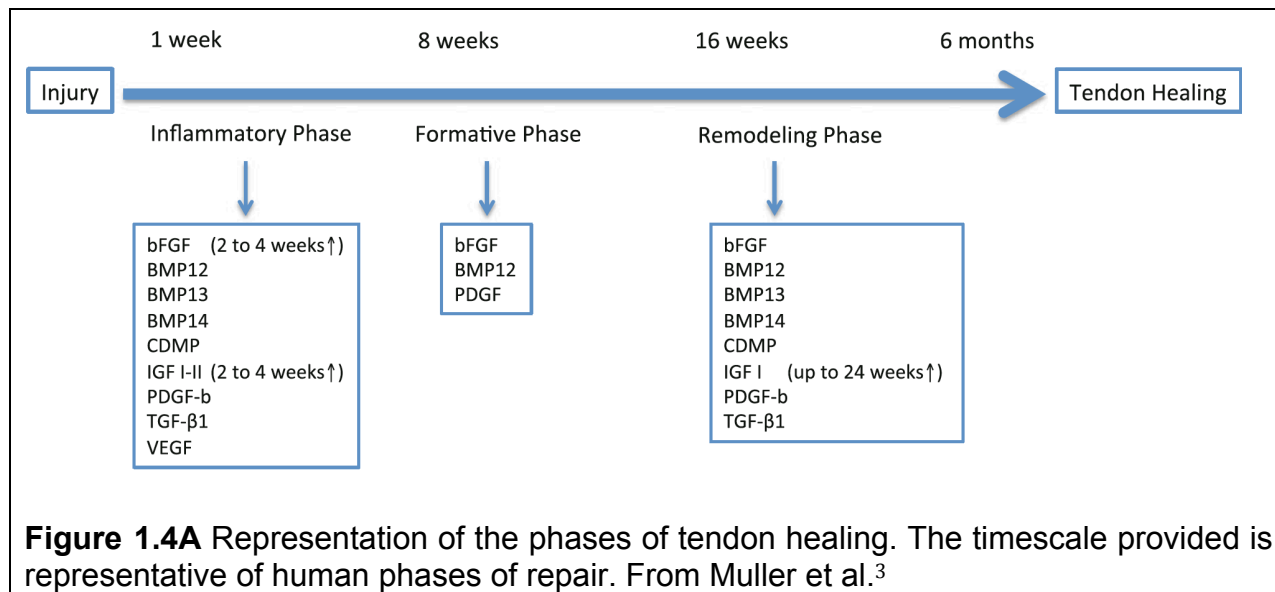 1 week 8 weeks 16 weeks 6 months
Injury Tendon Healing
Inflammatory Phase Formative Phase Remodeling Phase
bFGF (2 to 4 weeks↑)
BMP12
BMP13
BMP14
CDMP
IGF I-II (2 to 4 weeks↑)
PDGF-b
TGF-β1
VEGF
bFGF
BMP12
PDGF
bFGF
BMP12
BMP13
BMP14
CDMP
IGF I (up to 24 weeks↑)
PDGF-b
TGF-β1
Figure 1.4A Representation of the phases of tendon healing. The timescale provided is
representative of human phases of repair. From Muller et al.³